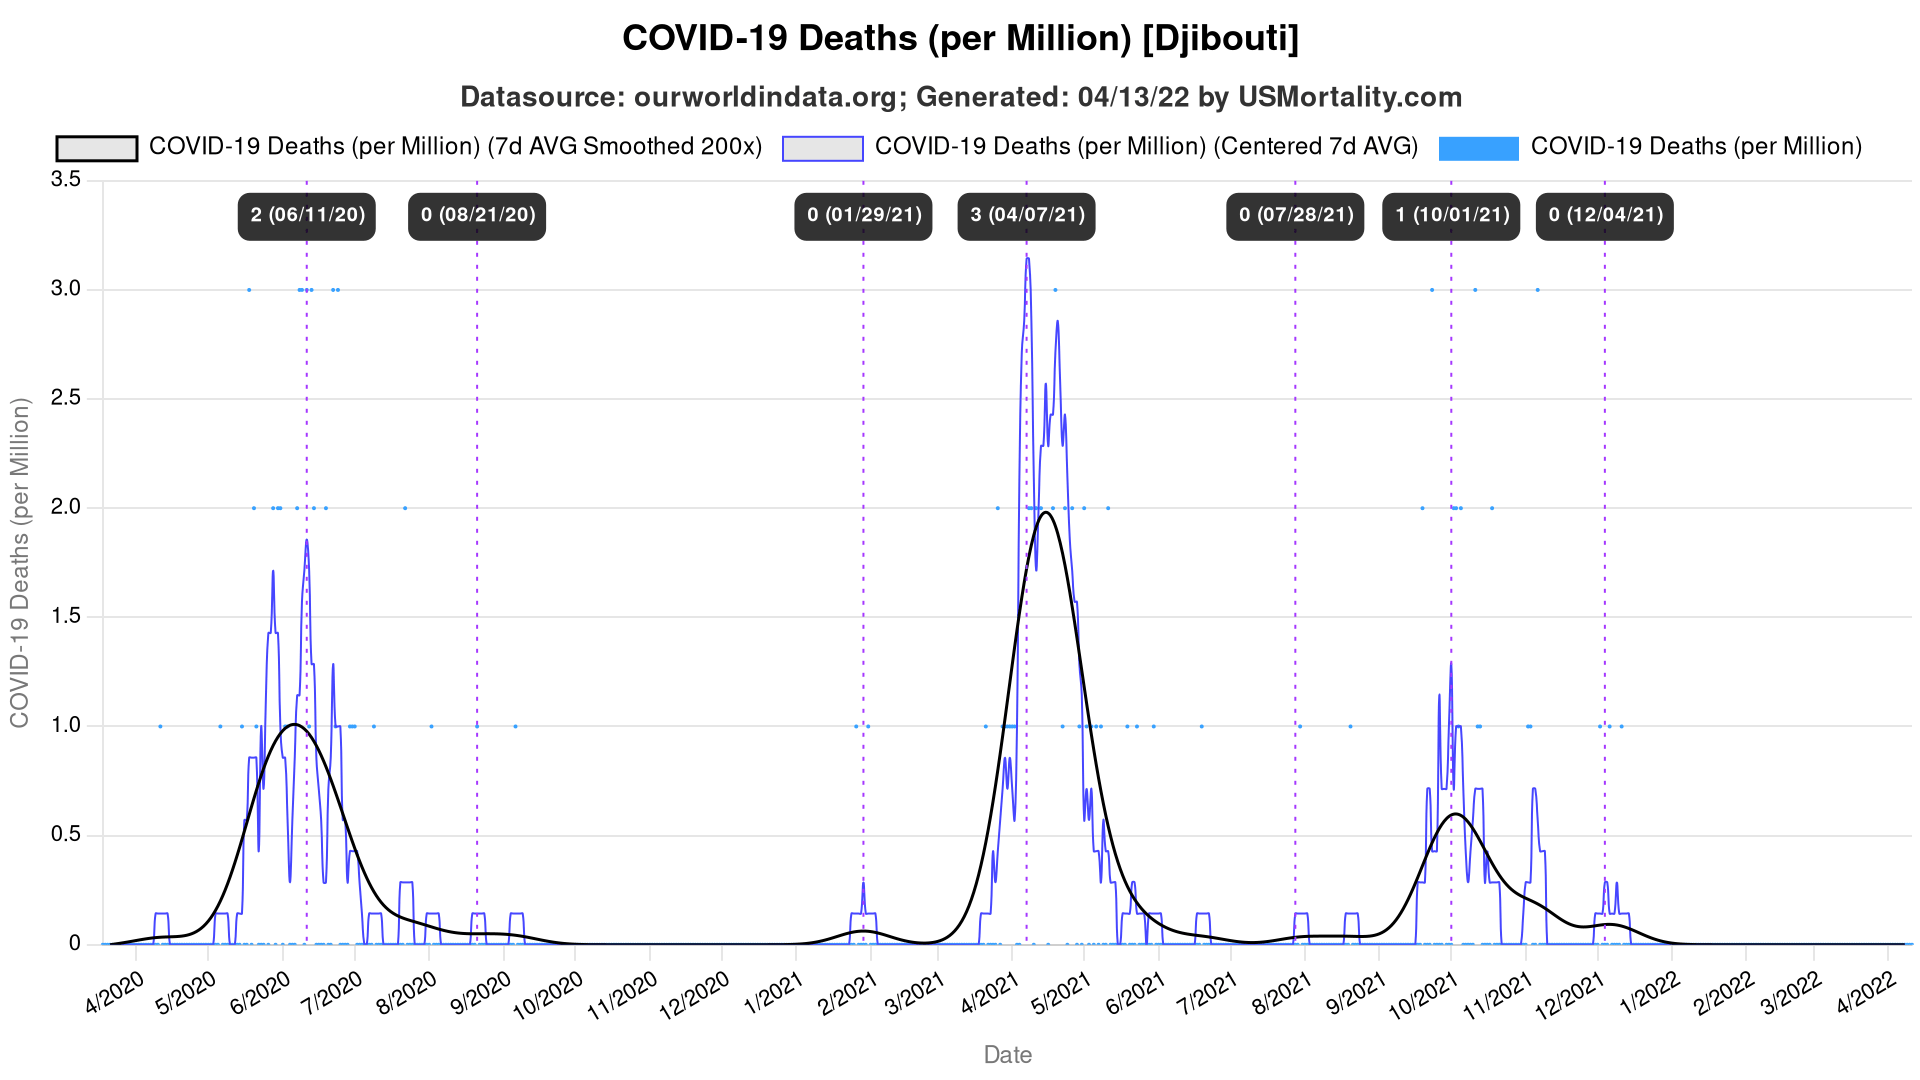 COVID-19 Deaths (per Million) [Djibouti]
Datasource: ourworldindata.org; Generated: 04/13/22 by USMortality.com
COVID-19 Deaths (per Million) (7d AVG Smoothed 200x) COVID-19 Deaths (per Million) (Centered 7d AVG) COVID-19 Deaths (per Million)
3.5
2 (06/11/20) 0 (08/21/20) 0 (01/29/21) 3 (04/07/21) 0 (07/28/21) 1 (10/01/21) 0 (12/04/21)
3.0
2.5
2.0
1.5
1.0
0.5
0
COVID-19 Deaths (per Million)
4/2020 5/2020 6/2020 7/2020 8/2020 9/2020 10/2020 11/2020 12/2020 1/2021 2/2021 3/2021 4/2021 5/2021 6/2021 7/2021 8/2021 9/2021 10/2021 11/2021 12/2021 1/2022 2/2022 3/2022 4/2022
Date